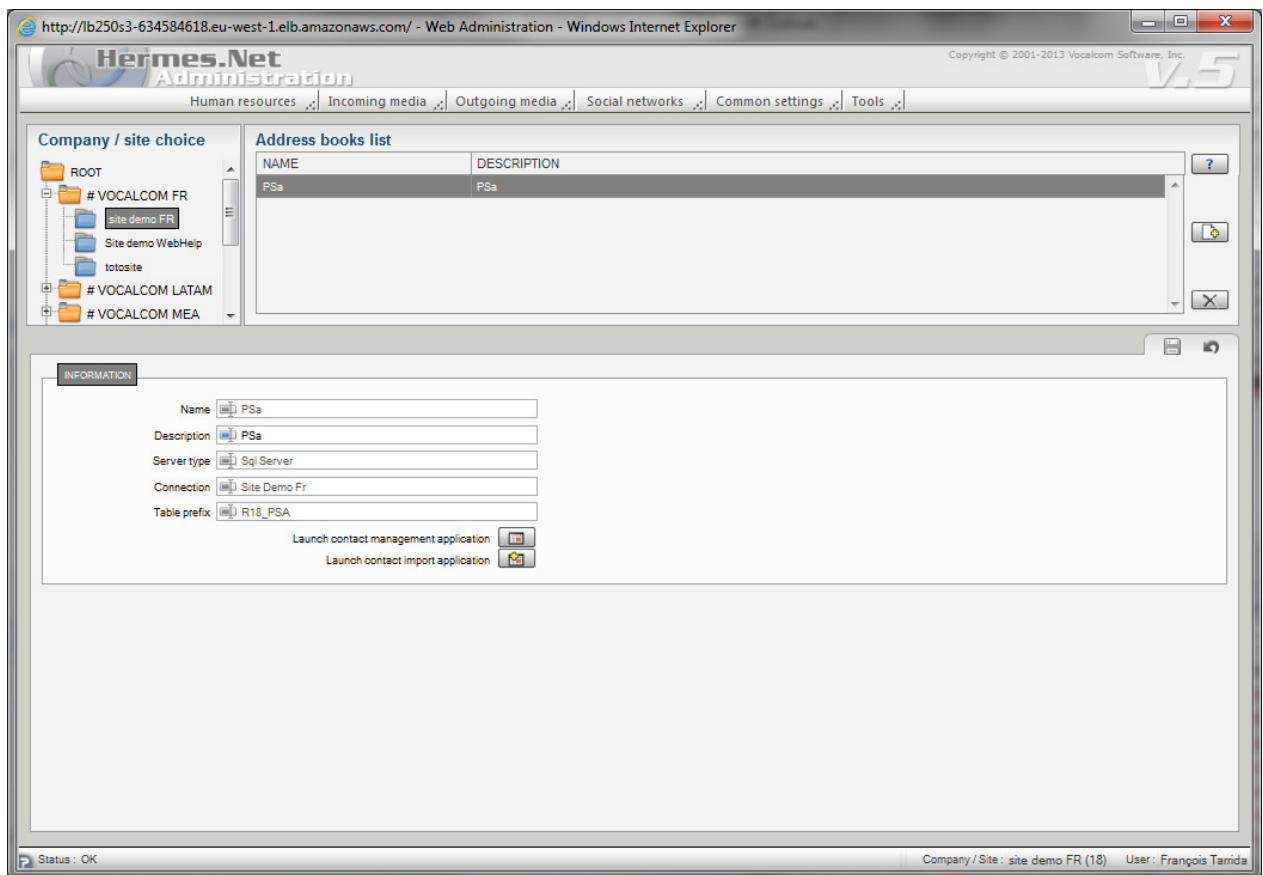 http://lb250s3-634584618.eu-west-1.elb.amazonaws.com/ - Web Administration - Windows Internet Explorer
Hermes.Net
Administration
Copyright © 2001-2013 Vocalcom Software, Inc.
V.5
Human resources Incoming media Outgoing media Social networks Common settings Tools
Company / site choice
ROOT
# VOCALCOM FR
site demo FR
Site demo WebHelp
totosite
# VOCALCOM LATAM
# VOCALCOM MEA
Address books list
NAME DESCRIPTION
PSa PSa
?
INFORMATION
Name PSa
Description PSa
Server type Sql Server
Connection Site Demo Fr
Table prefix R18_PSA
Launch contact management application
Launch contact import application
Status : OK
Company / Site : site demo FR (18) User : François Tarrida